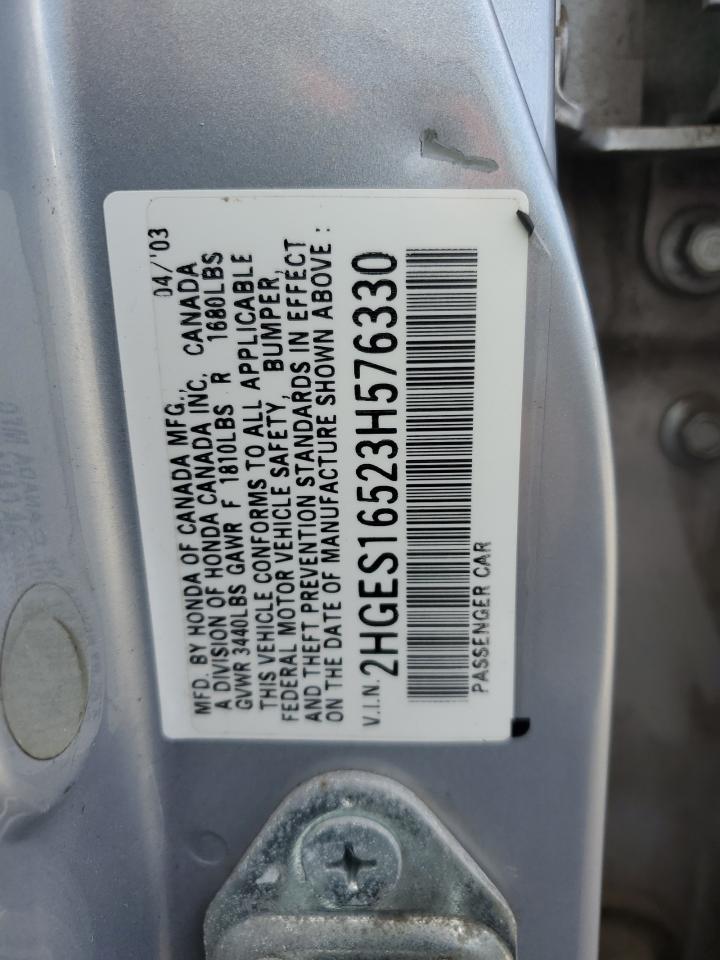 04/'03
MFD. BY HONDA OF CANADA MFG.,
A DIVISION OF HONDA CANADA INC, CANADA
GVWR 3440LBS GAWR F 1810LBS R 1680LBS
THIS VEHICLE CONFORMS TO ALL APPLICABLE
FEDERAL MOTOR VEHICLE SAFETY, BUMPER,
AND THEFT PREVENTION STANDARDS IN EFFECT
ON THE DATE OF MANUFACTURE SHOWN ABOVE :
V.I.N. 2HGES16523H576330
PASSENGER CAR